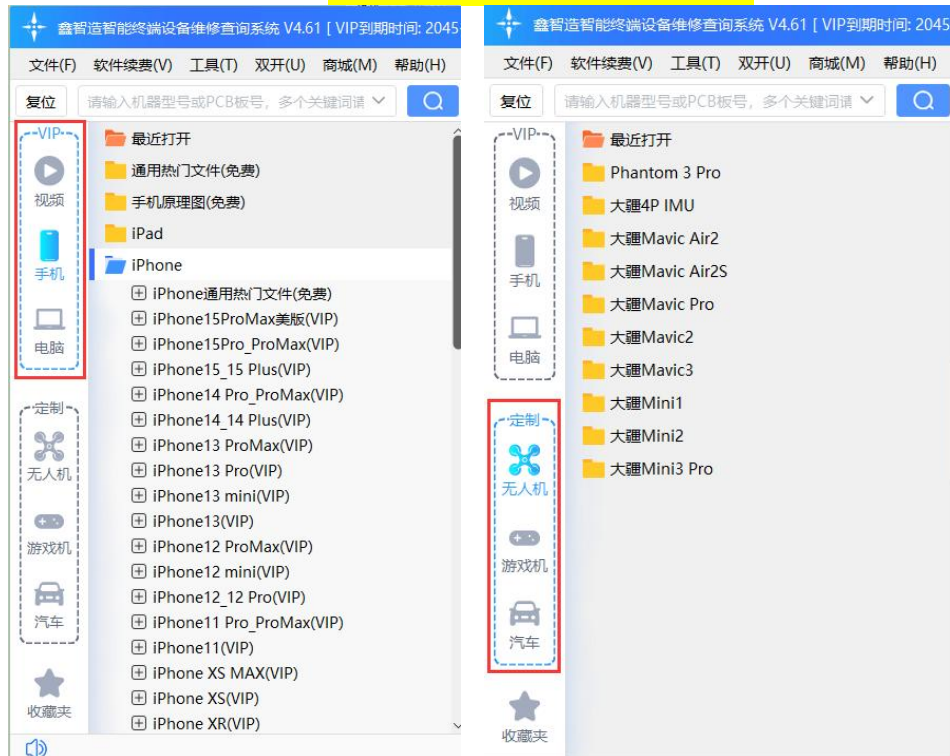 鑫智造智能终端设备维修查询系统 V4.61 [ VIP到期时间: 2045
文件(F) 软件续费(V) 工具(T) 双开(U) 商城(M) 帮助(H)
复位 请输入机器型号或PCB板号，多个关键词请
VIP
视频
手机
电脑
定制
无人机
游戏机
汽车
收藏夹
最近打开
通用热门文件(免费)
手机原理图(免费)
iPad
iPhone
iPhone通用热门文件(免费)
iPhone15ProMax美版(VIP)
iPhone15Pro_ProMax(VIP)
iPhone15_15 Plus(VIP)
iPhone14 Pro_ProMax(VIP)
iPhone14_14 Plus(VIP)
iPhone13 ProMax(VIP)
iPhone13 Pro(VIP)
iPhone13 mini(VIP)
iPhone13(VIP)
iPhone12 ProMax(VIP)
iPhone12 mini(VIP)
iPhone12_12 Pro(VIP)
iPhone11 Pro_ProMax(VIP)
iPhone11(VIP)
iPhone XS MAX(VIP)
iPhone XS(VIP)
iPhone XR(VIP)
鑫智造智能终端设备维修查询系统 V4.61 [ VIP到期时间: 2045
文件(F) 软件续费(V) 工具(T) 双开(U) 商城(M) 帮助(H)
复位 请输入机器型号或PCB板号，多个关键词请
VIP
视频
手机
电脑
定制
无人机
游戏机
汽车
收藏夹
最近打开
Phantom 3 Pro
大疆4P IMU
大疆Mavic Air2
大疆Mavic Air2S
大疆Mavic Pro
大疆Mavic2
大疆Mavic3
大疆Mini1
大疆Mini2
大疆Mini3 Pro